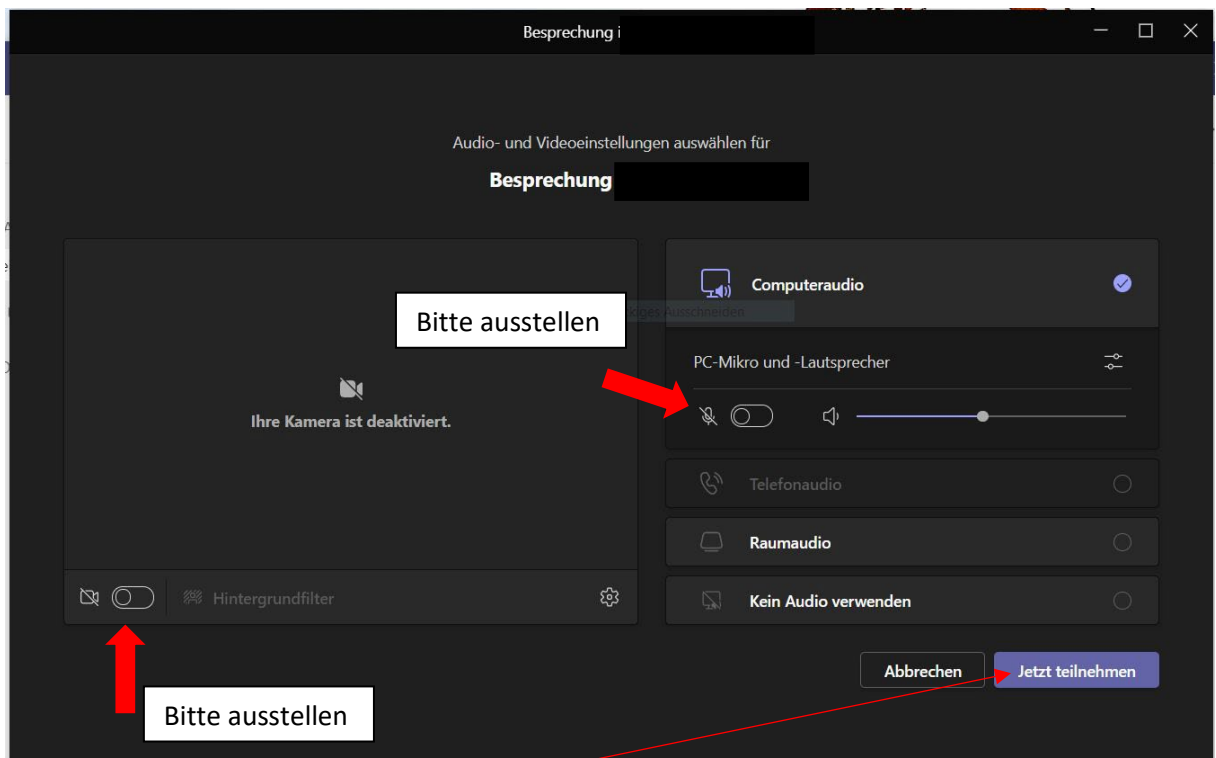 Besprechung i
Audio- und Videoeinstellungen auswählen für
Besprechung
Computeraudio
Bitte ausstellen
Ausschneiden
PC-Mikro und -Lautsprecher
Ihre Kamera ist deaktiviert.
Telefonaudio
Raumaudio
Hintergrundfilter
Kein Audio verwenden
Abbrechen
Jetzt teilnehmen
Bitte ausstellen